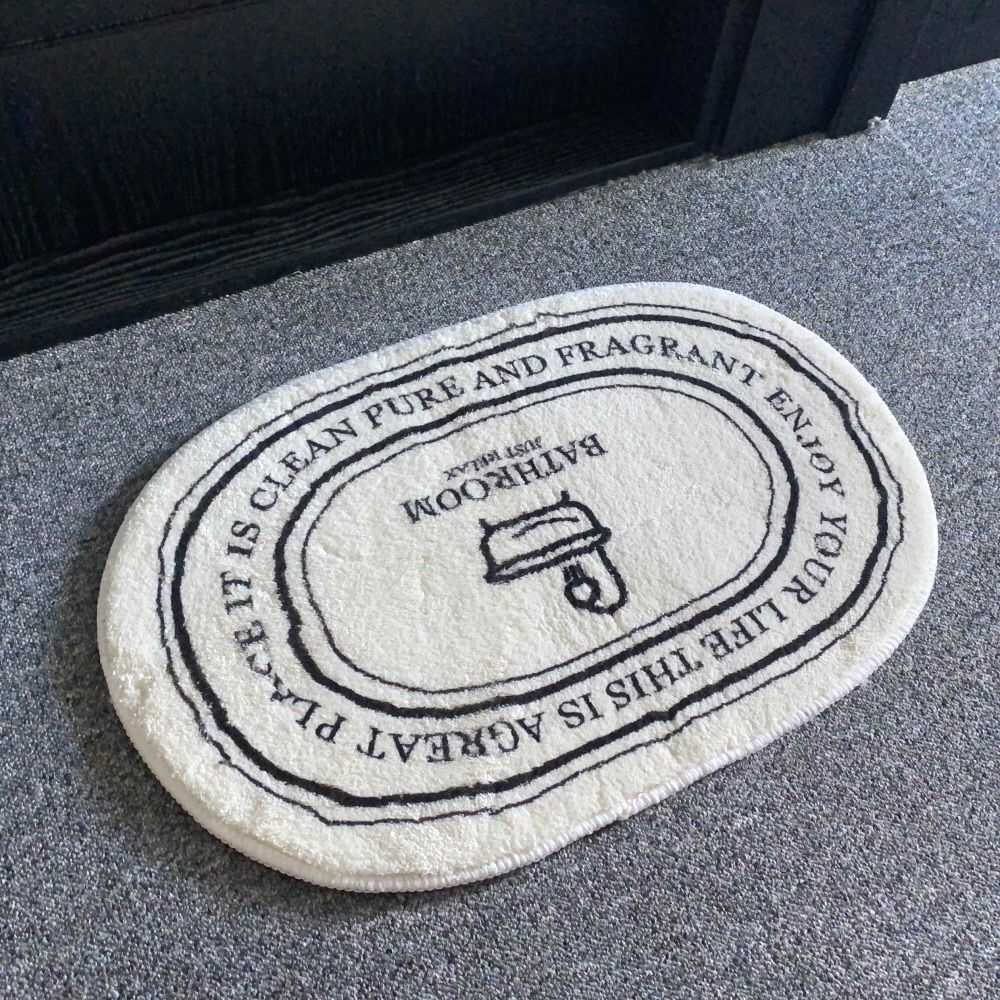 IT IS CLEAN PURE AND FRAGRANT ENJOY YOUR LIFE.THIS IS AGREAT PLACE
BATHROOM
JUST RELAX